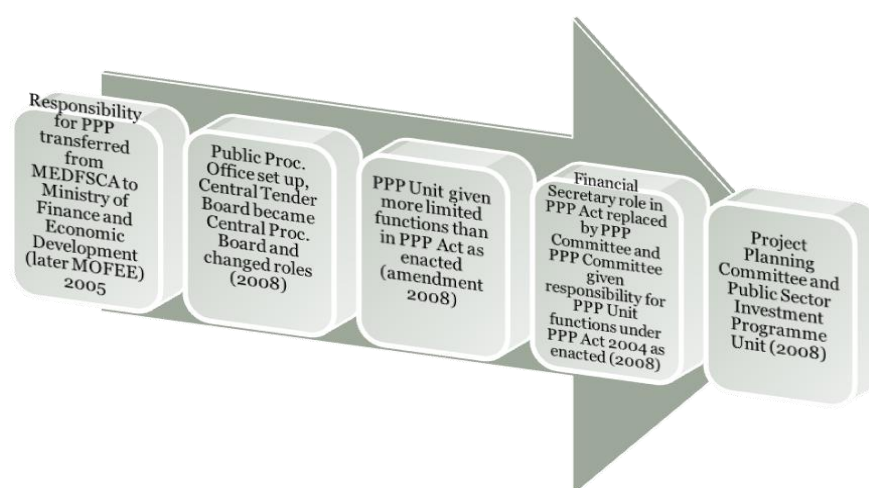 Responsibility
for PPP
transferred
from
MEDFSCA to
Ministry of
Finance and
Economic
Development
(later MOFEE)
2005
Public Proc.
Office set up,
Central Tender
Board became
Central Proc.
Board and
changed roles
(2008)
PPP Unit given
more limited
functions than
in PPP Act as
enacted
(amendment
2008)
Financial
Secretary role in
PPP Act replaced
by PPP
Committee and
PPP Committee
given
responsibility for
PPP Unit
functions under
PPP Act 2004 as
enacted (2008)
Project
Planning
Committee and
Public Sector
Investment
Programme
Unit (2008)